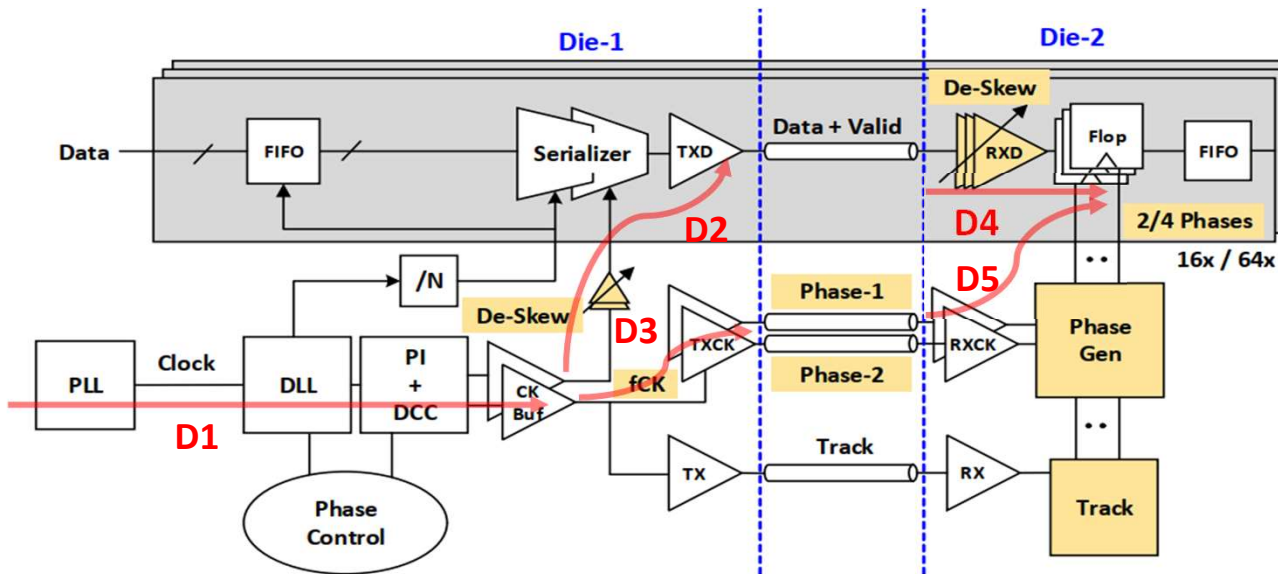 Die-1
Die-2
De-Skew
Data + Valid
Data
FIFO
Serializer
TXD
RXD
Flop
FIFO
D2
D4
2/4 Phases
16x / 64x
/N
De-Skew
D3
Phase-1
D5
TXCK
RXCK
Phase
Gen
PLL
Clock
DLL
PI
+
DCC
CK
Buf
fCK
Phase-2
D1
Track
TX
RX
Track
Phase
Control